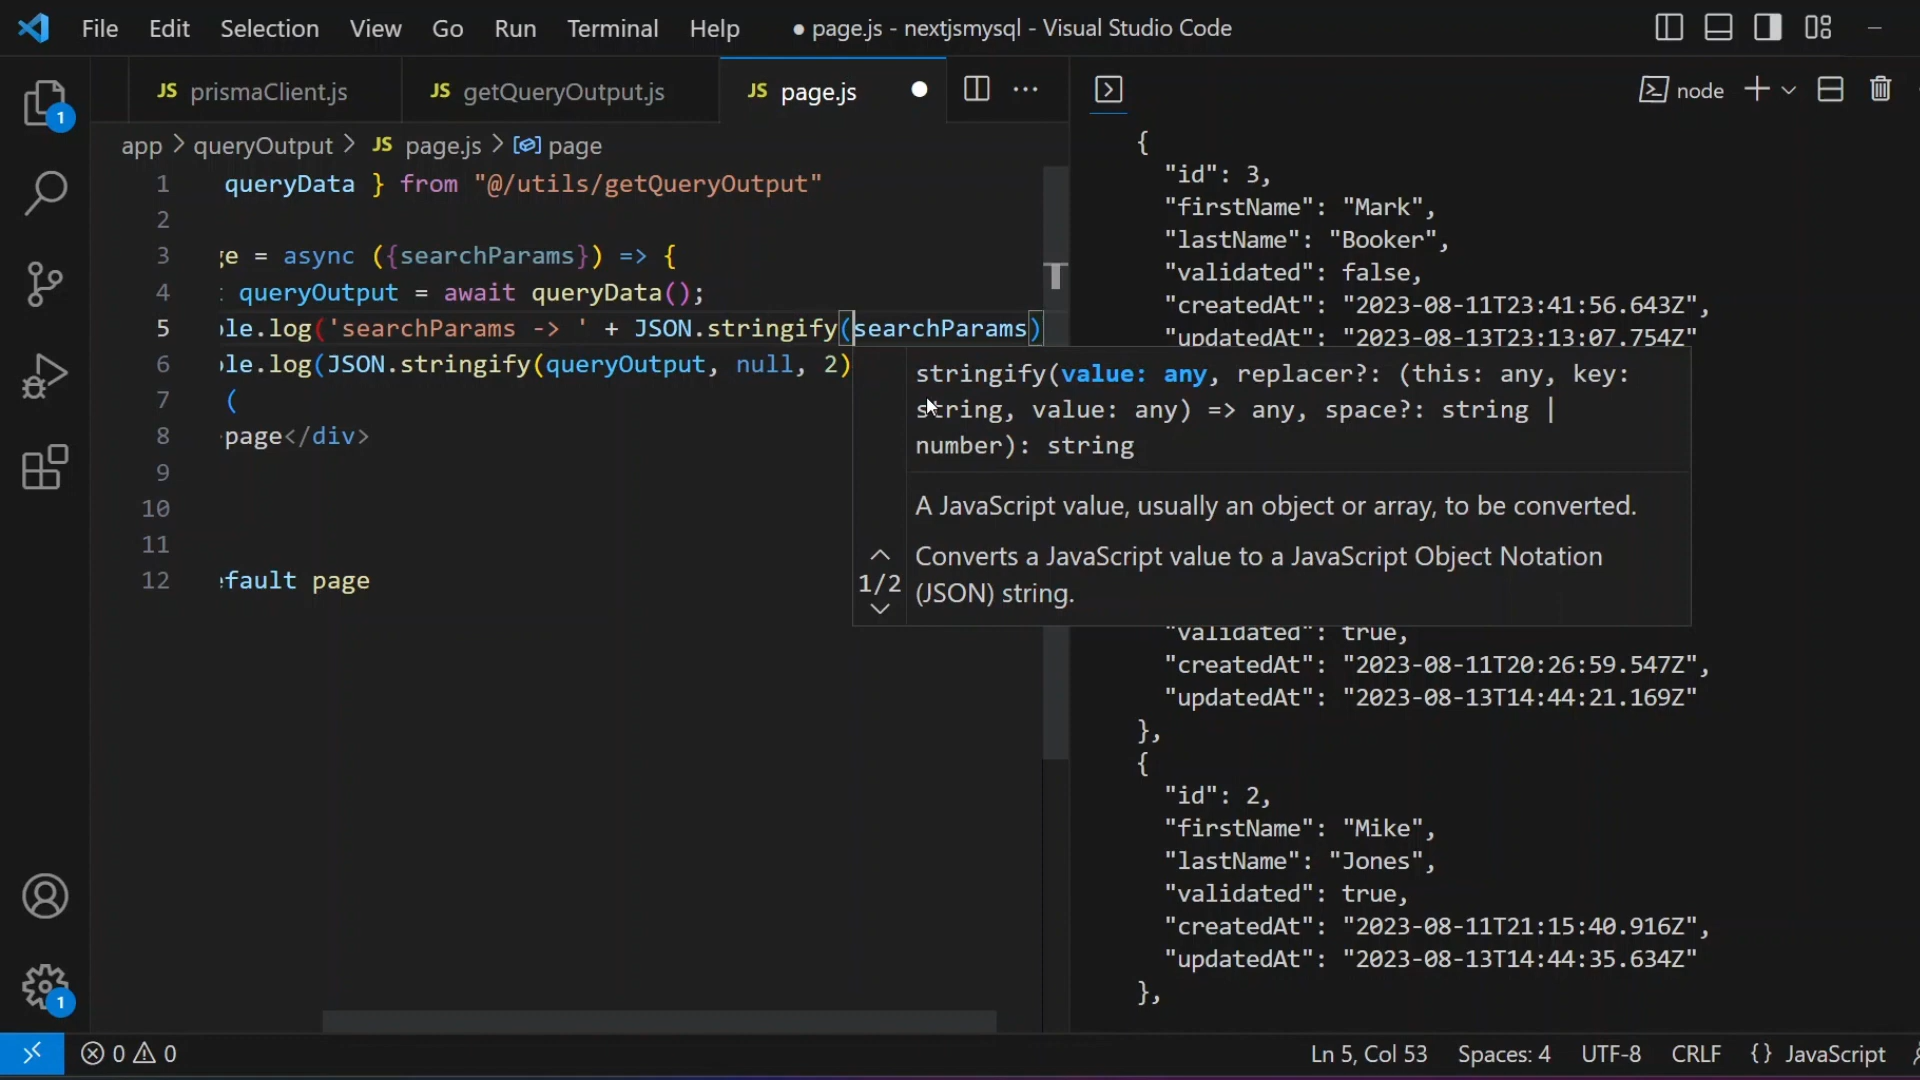 File Edit Selection View Go Run Terminal Help ● page.js - nextjsmysql - Visual Studio Code
JS prismaClient.js JS getQueryOutput.js JS page.js ● ···
node
app > queryOutput > JS page.js > page
1 queryData } from "@/utils/getQueryOutput"
2
3 ge = async ({searchParams}) => {
4 queryOutput = await queryData();
5 ole.log('searchParams -> ' + JSON.stringify(searchParams)
6 ole.log(JSON.stringify(queryOutput, null, 2)
7 (
8 page</div>
9
10
11
12 efault page
stringify(value: any, replacer?: (this: any, key:
string, value: any) => any, space?: string |
number): string
A JavaScript value, usually an object or array, to be converted.
Converts a JavaScript value to a JavaScript Object Notation
1/2
(JSON) string.
{
"id": 3,
"firstName": "Mark",
"lastName": "Booker",
"validated": false,
"createdAt": "2023-08-11T23:41:56.643Z",
"updatedAt": "2023-08-13T23:13:07.754Z"
"validated": true,
"createdAt": "2023-08-11T20:26:59.547Z",
"updatedAt": "2023-08-13T14:44:21.169Z"
},
{
"id": 2,
"firstName": "Mike",
"lastName": "Jones",
"validated": true,
"createdAt": "2023-08-11T21:15:40.916Z",
"updatedAt": "2023-08-13T14:44:35.634Z"
},
1
1
0 0 Ln 5, Col 53 Spaces: 4 UTF-8 CRLF {} JavaScript